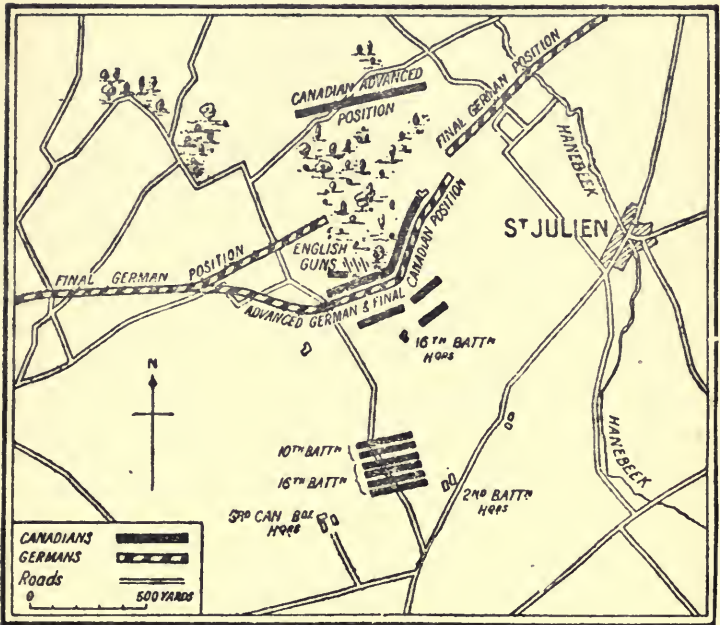 CANADIAN ADVANCED
POSITION
FINAL GERMAN POSITION
HANEBEEK
ST JULIEN
ENGLISH
GUNS
FINAL GERMAN POSITION
ADVANCED GERMAN & FINAL CANADIAN POSITION
16TH BATTN
HQRS
N
10TH BATTN
16TH BATTN
2ND BATTN
HQRS
3RD CAN BDE
HQRS
HANEBEEK
CANADIANS
GERMANS
Roads
0 500 YARDS